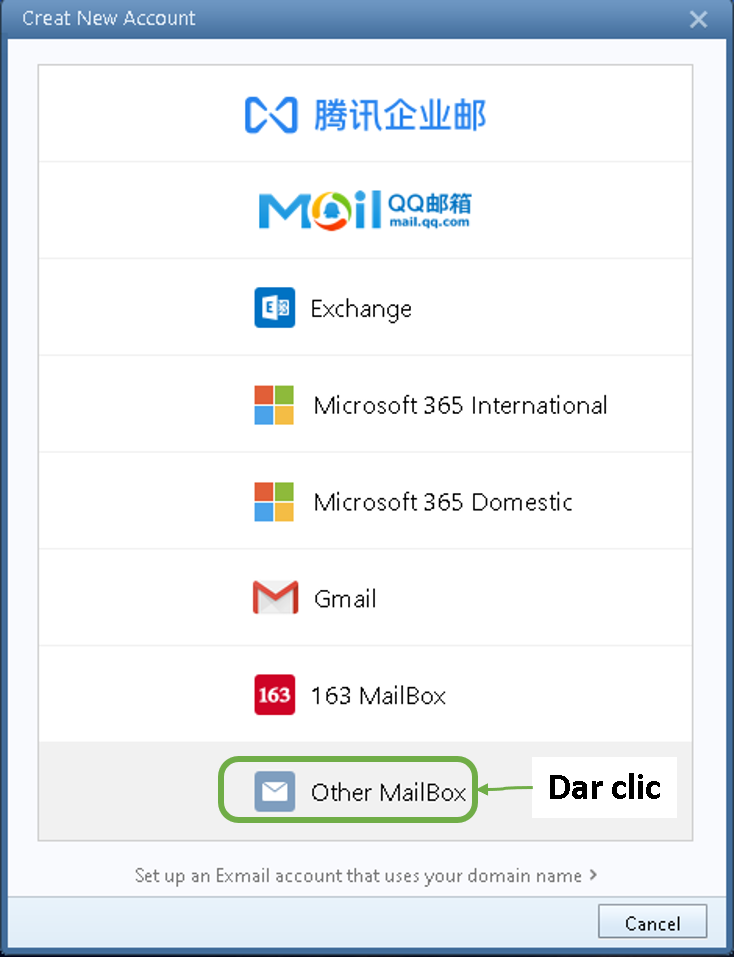 Creat New Account
腾讯企业邮
Mail QQ邮箱
mail.qq.com
E
Exchange
Microsoft 365 International
Microsoft 365 Domestic
Gmail
163 163 MailBox
Other MailBox
Dar clic
Set up an Exmail account that uses your domain name >
Cancel